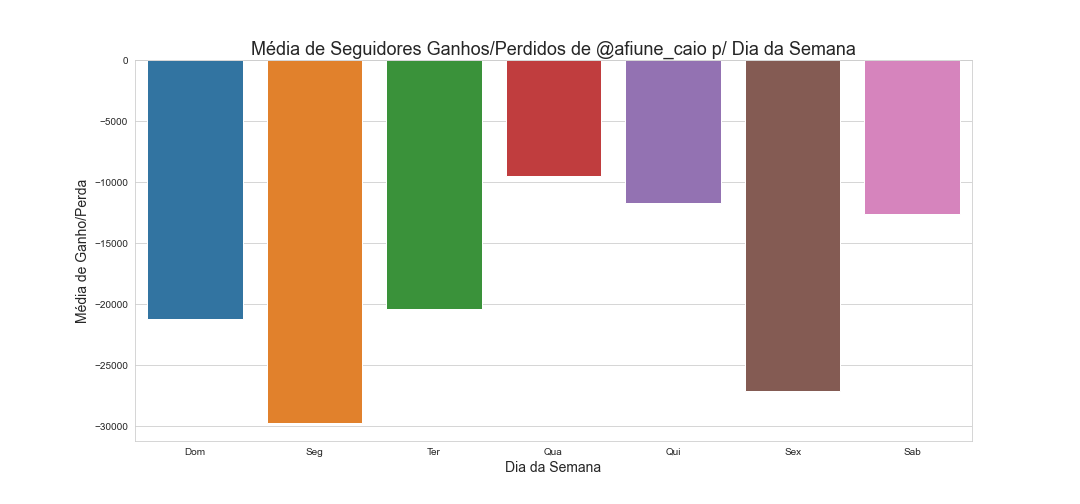 Média de Seguidores Ganhos/Perdidos de @afiune_caio p/ Dia da Semana
Média de Ganho/Perda
0
−5000
−10000
−15000
−20000
−25000
−30000
Dom Seg Ter Qua Qui Sex Sab
Dia da Semana